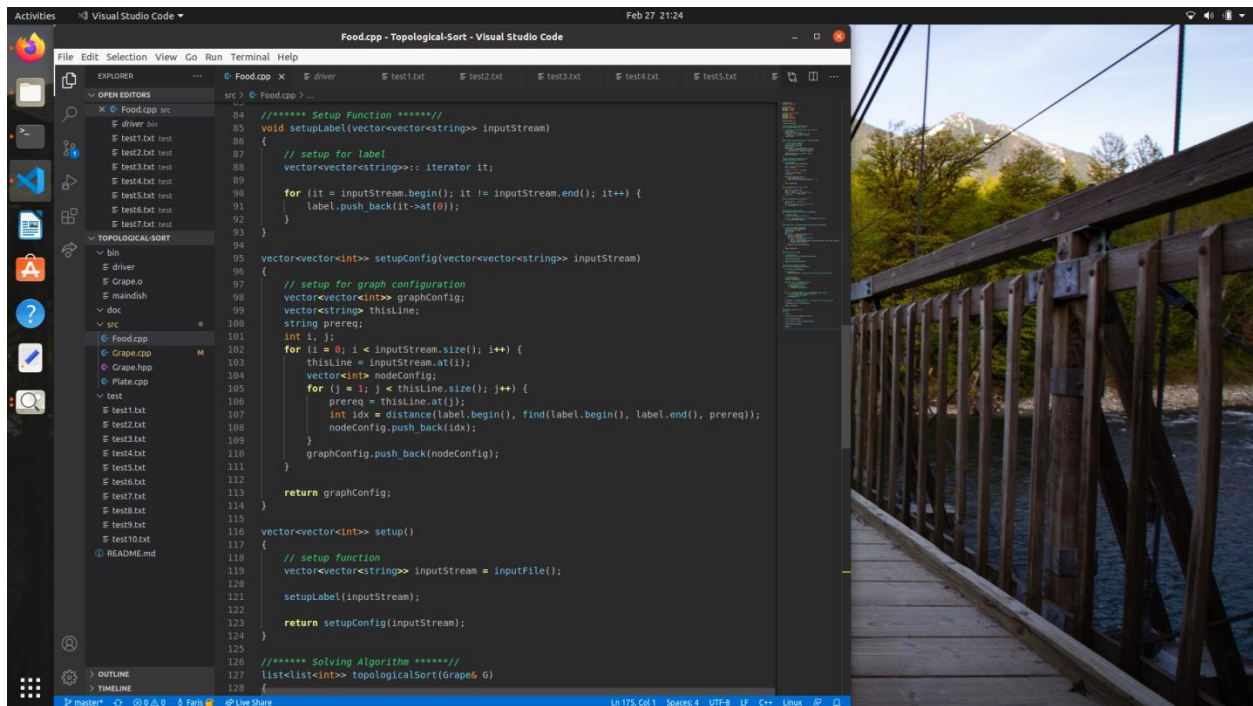 Activities
Visual Studio Code
Feb 27 21:24
Food.cpp - Topological-Sort - Visual Studio Code
File Edit Selection View Go Run Terminal Help
EXPLORER
Food.cpp
driver
test1.txt
test2.txt
test3.txt
test4.txt
test5.txt
OPEN EDITORS
Food.cpp src
driver bin
test1.txt test
test2.txt test
test3.txt test
test4.txt test
test5.txt test
test6.txt test
test7.txt test
TOPOLOGICAL-SORT
bin
driver
Grape.o
maindish
doc
src
Food.cpp
Grape.cpp M
Grape.hpp
Plate.cpp
test
test1.txt
test2.txt
test3.txt
test4.txt
test5.txt
test6.txt
test7.txt
test8.txt
test9.txt
test10.txt
README.md
OUTLINE
TIMELINE
src > Food.cpp > ...
84 //****** Setup Function ******//
85 void setupLabel(vector<vector<string>> inputStream)
86 {
87 // setup for label
88 vector<vector<string>>:: iterator it;
89
90 for (it = inputStream.begin(); it != inputStream.end(); it++) {
91 label.push_back(it->at(0));
92 }
93 }
94
95 vector<vector<int>> setupConfig(vector<vector<string>> inputStream)
96 {
97 // setup for graph configuration
98 vector<vector<int>> graphConfig;
99 vector<string> thisLine;
100 string prereq;
101 int i, j;
102 for (i = 0; i < inputStream.size(); i++) {
103 thisLine = inputStream.at(i);
104 vector<int> nodeConfig;
105 for (j = 1; j < thisLine.size(); j++) {
106 prereq = thisLine.at(j);
107 int idx = distance(label.begin(), find(label.begin(), label.end(), prereq));
108 nodeConfig.push_back(idx);
109 }
110 graphConfig.push_back(nodeConfig);
111 }
112
113 return graphConfig;
114 }
115
116 vector<vector<int>> setup()
117 {
118 // setup function
119 vector<vector<string>> inputStream = inputFile();
120
121 setupLabel(inputStream);
122
123 return setupConfig(inputStream);
124 }
125
126 //****** Solving Algorithm ******//
127 list<list<int>> topologicalSort(Grape& G)
128 {
master* 0 0 Faris Live Share
Ln 175, Col 1 Spaces: 4 UTF-8 LF C++ Linux